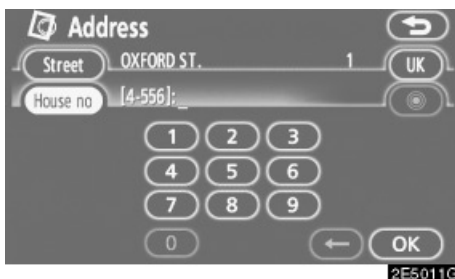 Address
Street OXFORD ST. 1 UK
House no [4-556]:_
1 2 3
4 5 6
7 8 9
0 ← OK
2E5011G